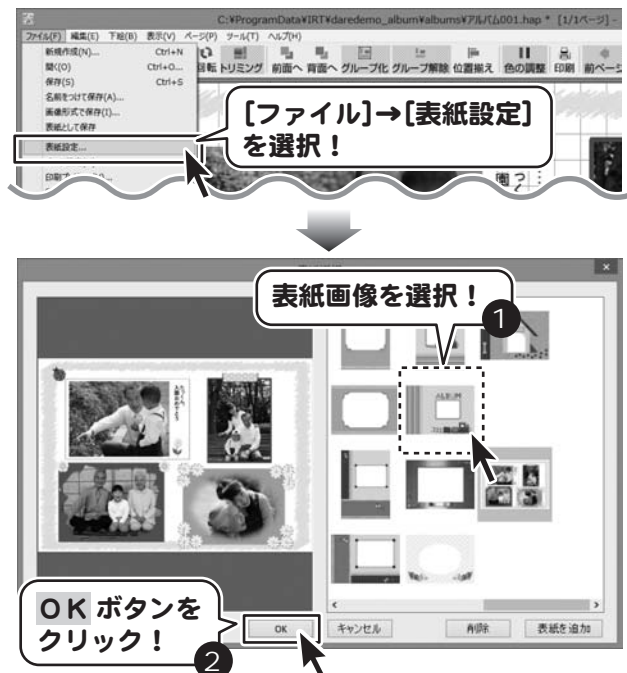 C:¥ProgramData¥IRT¥daredemo_album¥albums¥アルバム001.hap * [1/1ページ] -
ファイル(F) 編集(E) 下絵(B) 表示(V) ページ(P) ツール(T) ヘルプ(H)
新規作成(N)... Ctrl+N
開く(O) Ctrl+O...
保存(S) Ctrl+S
名前をつけて保存(A)...
画像形式で保存(I)...
表紙として保存
表紙設定...
回転 トリミング 前面へ 背面へ グループ化 グループ解除 位置揃え 色の調整 印刷 前ペー
[ファイル]→[表紙設定]
を選択！
表紙画像を選択！
1
ALBUM
OK ボタンを
クリック！
2
OK キャンセル 削除 表紙を追加